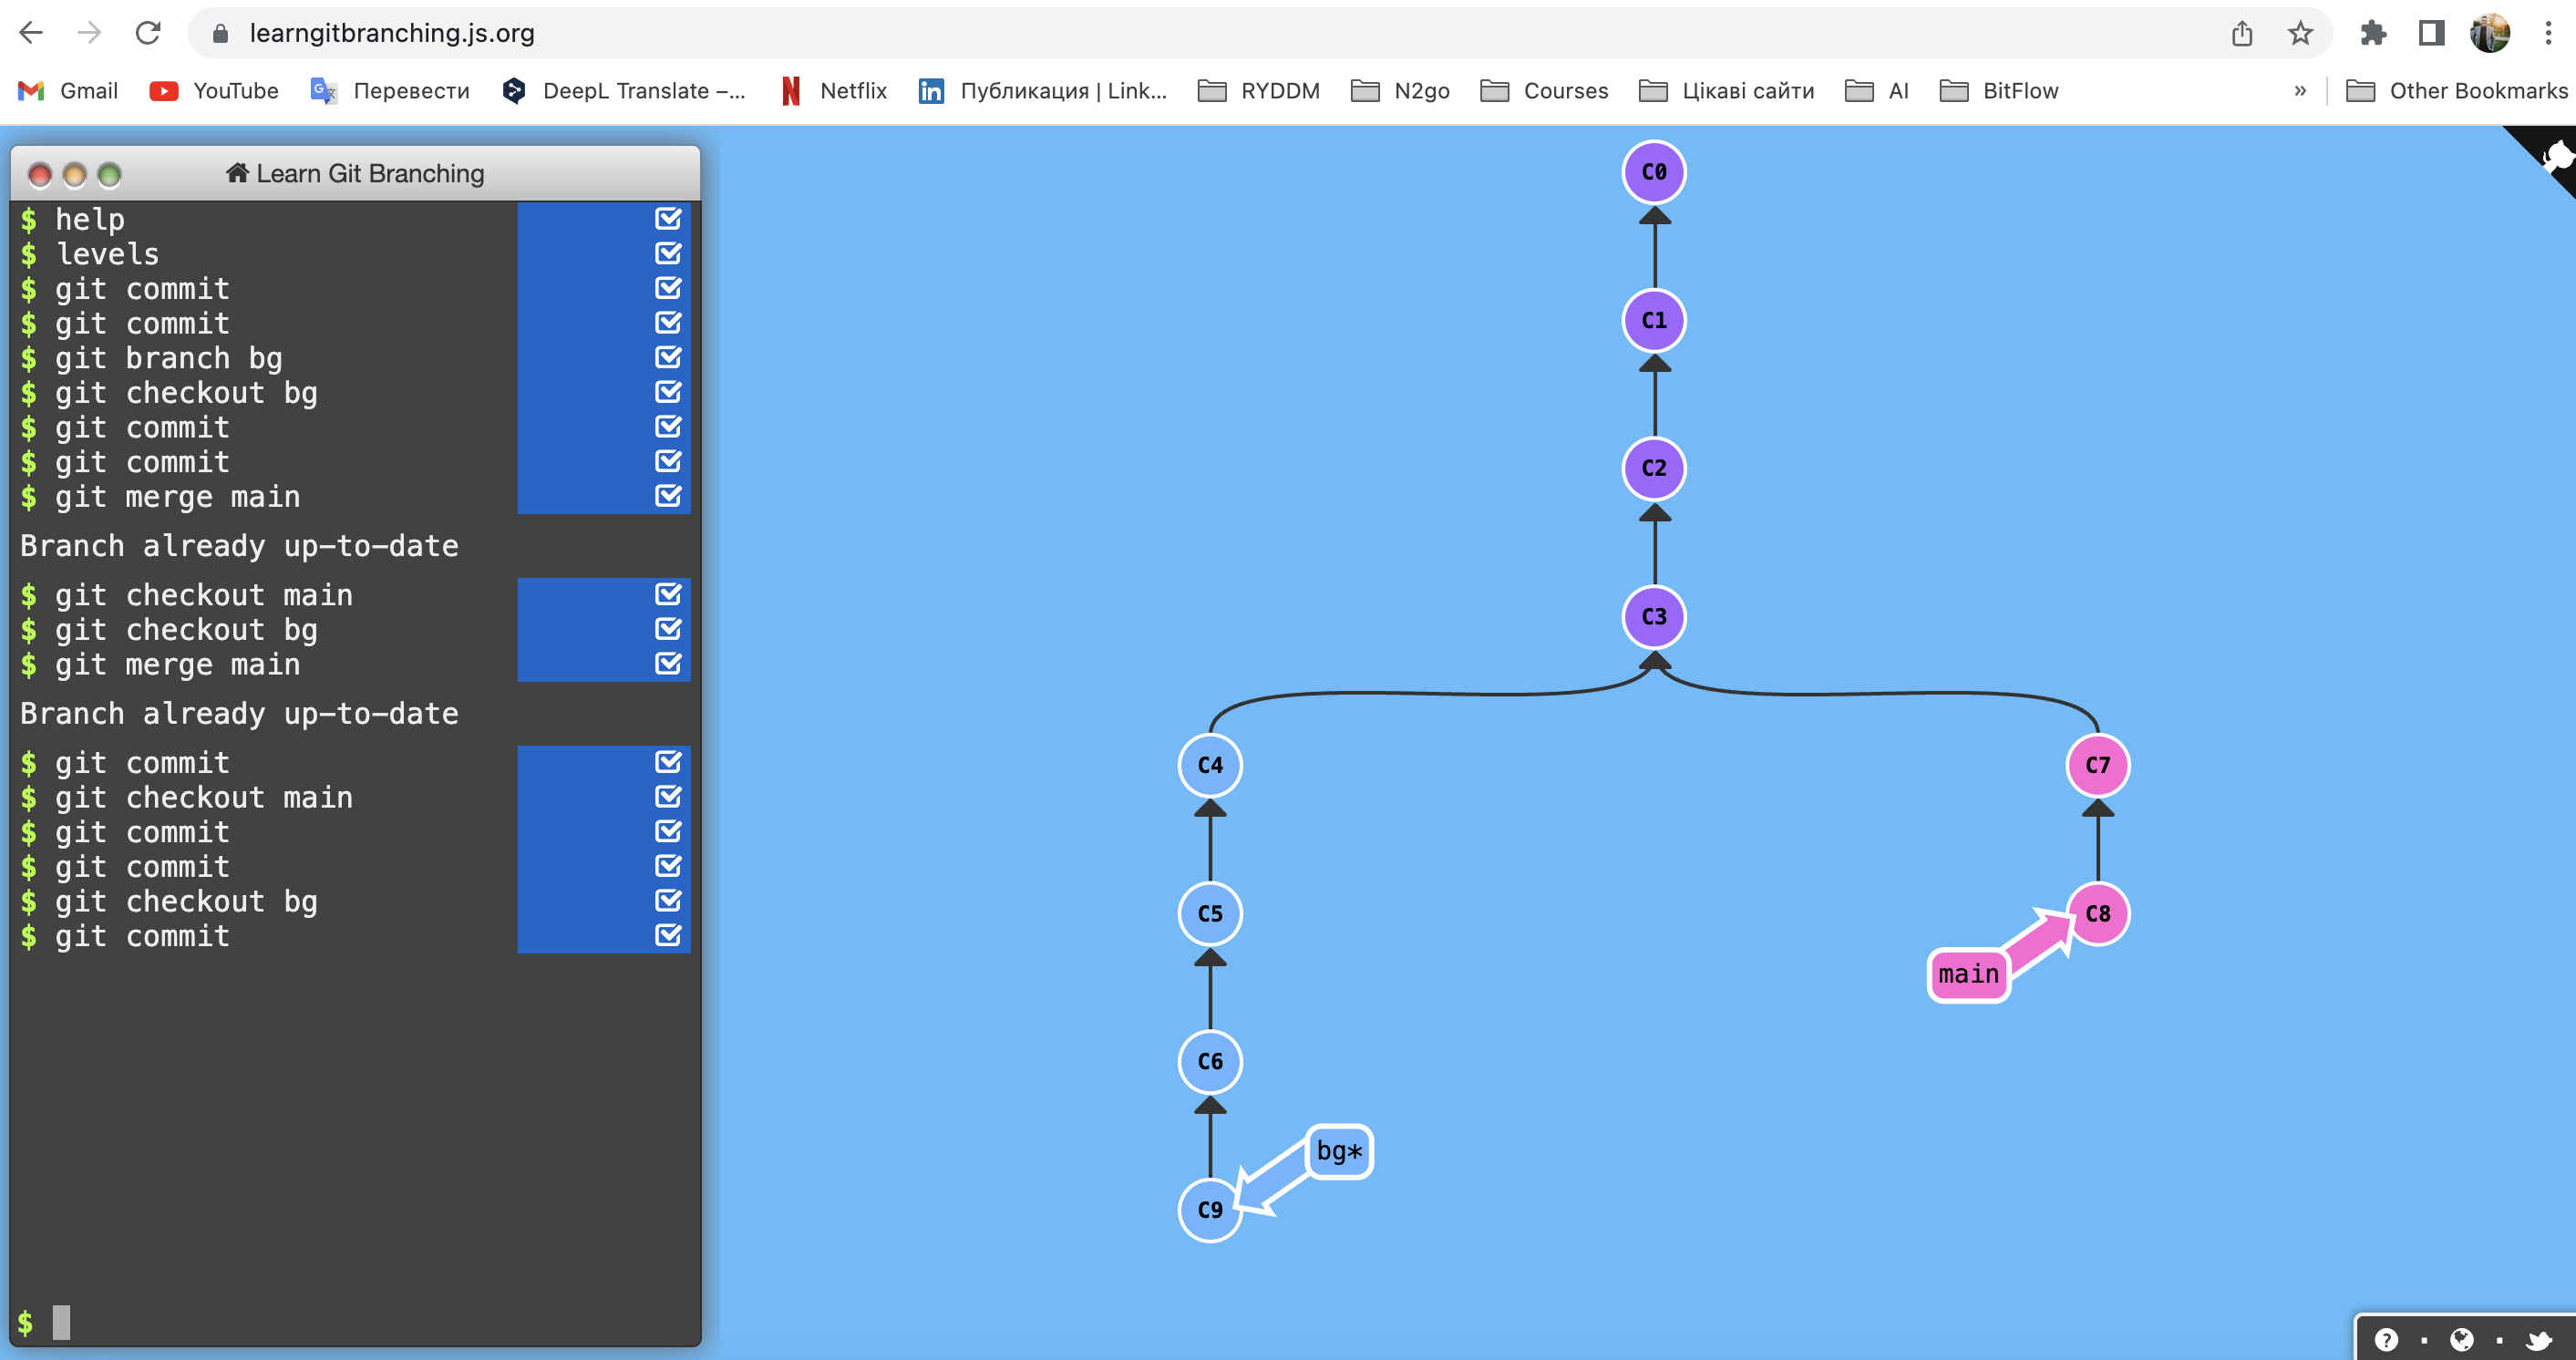 learngitbranching.js.org
Gmail YouTube Перевести DeepL Translate –... Netflix Публикация | Link... RYDDM N2go Courses Цікаві сайти AI BitFlow » Other Bookmarks
Learn Git Branching
$ help
$ levels
$ git commit
$ git commit
$ git branch bg
$ git checkout bg
$ git commit
$ git commit
$ git merge main
Branch already up-to-date
$ git checkout main
$ git checkout bg
$ git merge main
Branch already up-to-date
$ git commit
$ git checkout main
$ git commit
$ git commit
$ git checkout bg
$ git commit
$
C0
C1
C2
C3
C4 C7
C5 C8
main
C6
bg*
C9